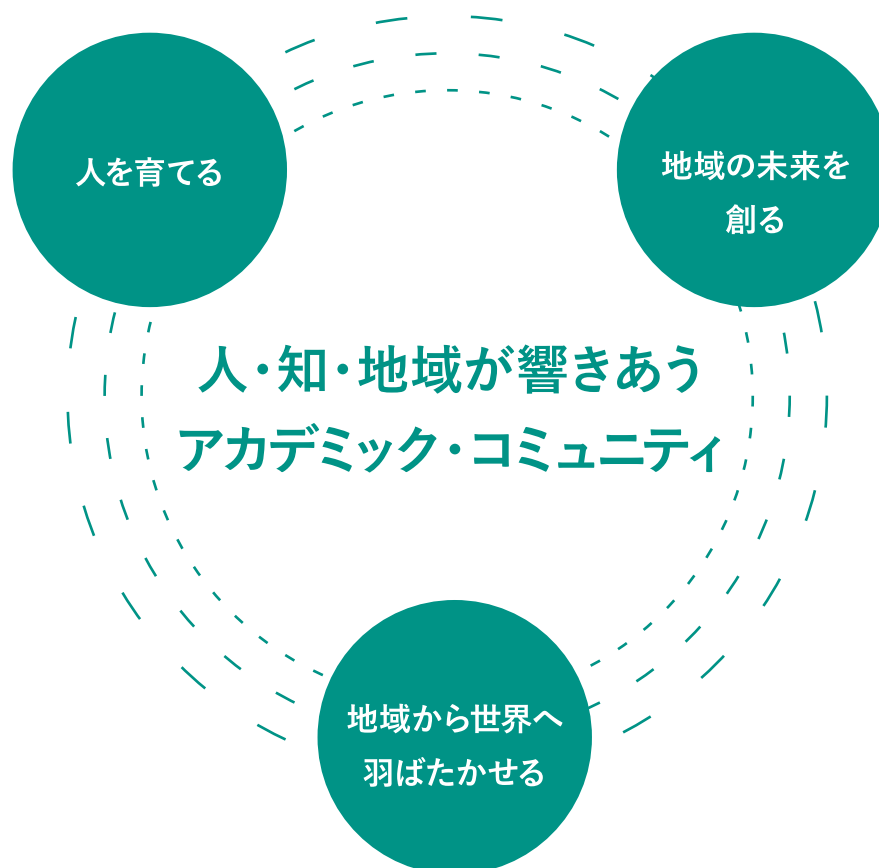 人を育てる
地域の未来を
創る
人・知・地域が響きあう
アカデミック・コミュニティ
地域から世界へ
羽ばたかせる